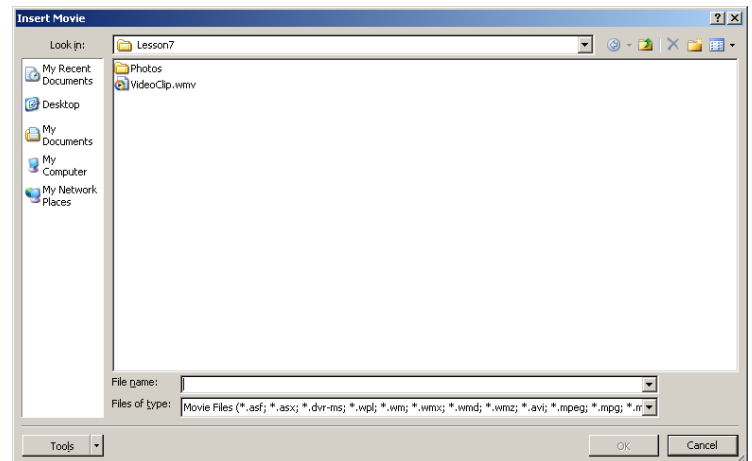 Insert Movie
Look in: Lesson7
My Recent
Documents
Desktop
My
Documents
My
Computer
My Network
Places
Photos
VideoClip.wmv
File name:
Files of type: Movie Files (*.asf; *.asx; *.dvr-ms; *.wpl; *.wm; *.wmx; *.wmd; *.wmz; *.avi; *.mpeg; *.mpg; *.m
Tools
OK
Cancel